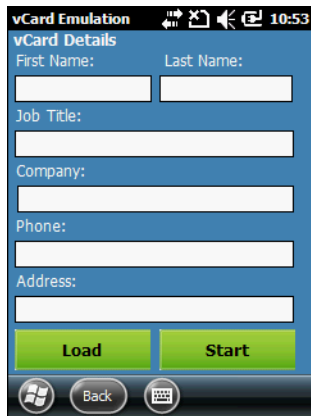 vCard Emulation 10:53
vCard Details
First Name: Last Name:
Job Title:
Company:
Phone:
Address:
Load Start
Back